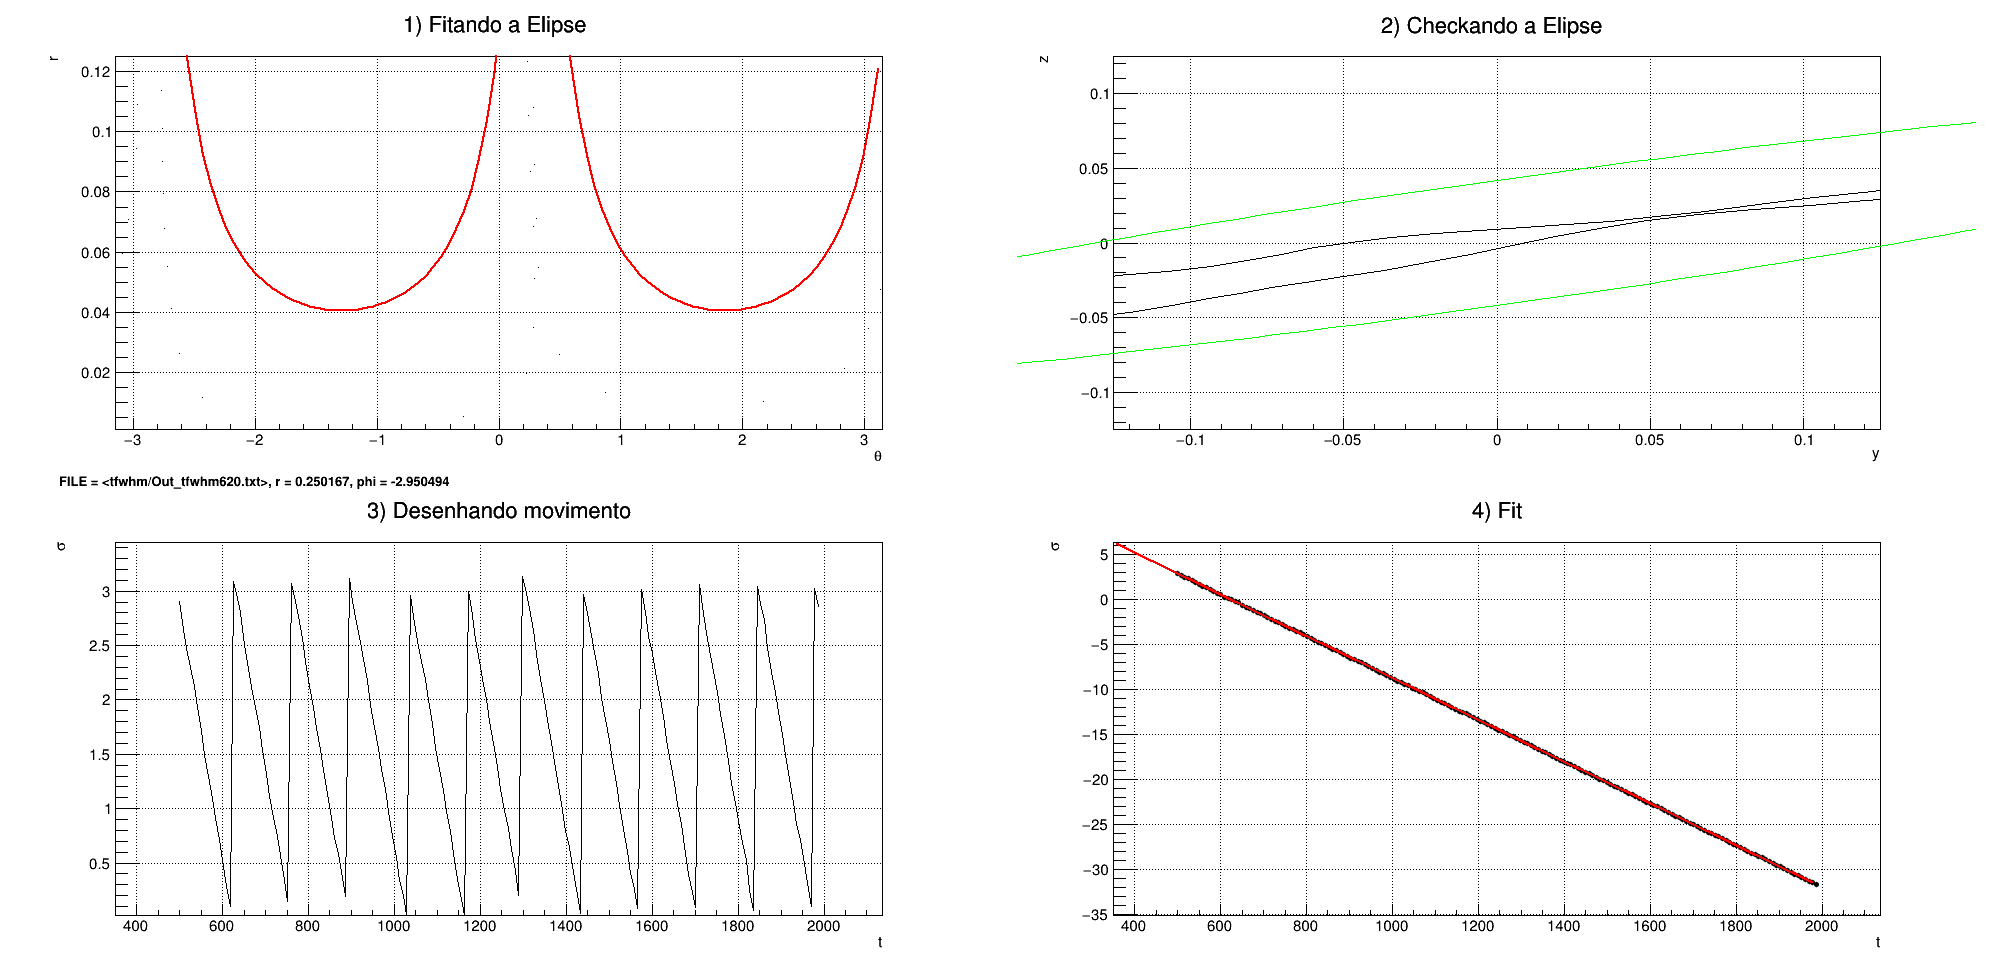 1) Fitando a Elipse
r
0.12
0.1
0.08
0.06
0.04
0.02
−3 −2 −1 0 1 2 3
θ
2) Checkando a Elipse
z
0.1
0.05
0
−0.05
−0.1
−0.1 −0.05 0 0.05 0.1
y
FILE = <tfwhm/Out_tfwhm620.txt>, r = 0.250167, phi = -2.950494
3) Desenhando movimento
σ
3
2.5
2
1.5
1
0.5
400 600 800 1000 1200 1400 1600 1800 2000
t
4) Fit
σ
5
0
−5
−10
−15
−20
−25
−30
−35
400 600 800 1000 1200 1400 1600 1800 2000
t